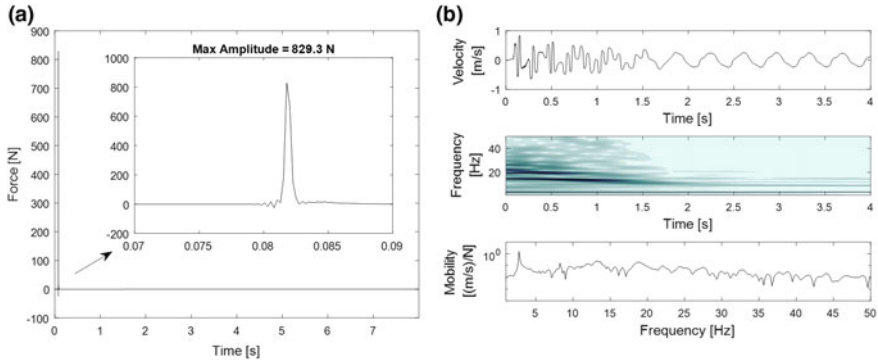 (a)
900
800
700
600
500
400
300
200
100
0
-100
Force [N]
0 1 2 3 4 5 6 7
Time [s]
Max Amplitude = 829.3 N
1000
800
600
400
200
0
-200
0.07 0.075 0.08 0.085 0.09
(b)
Velocity
[m/s]
1
0
-1
0 0.5 1 1.5 2 2.5 3 3.5 4
Time [s]
Frequency
[Hz]
40
20
0 0.5 1 1.5 2 2.5 3 3.5 4
Time [s]
Mobility
[(m/s)/N]
10^0
5 10 15 20 25 30 35 40 45 50
Frequency [Hz]